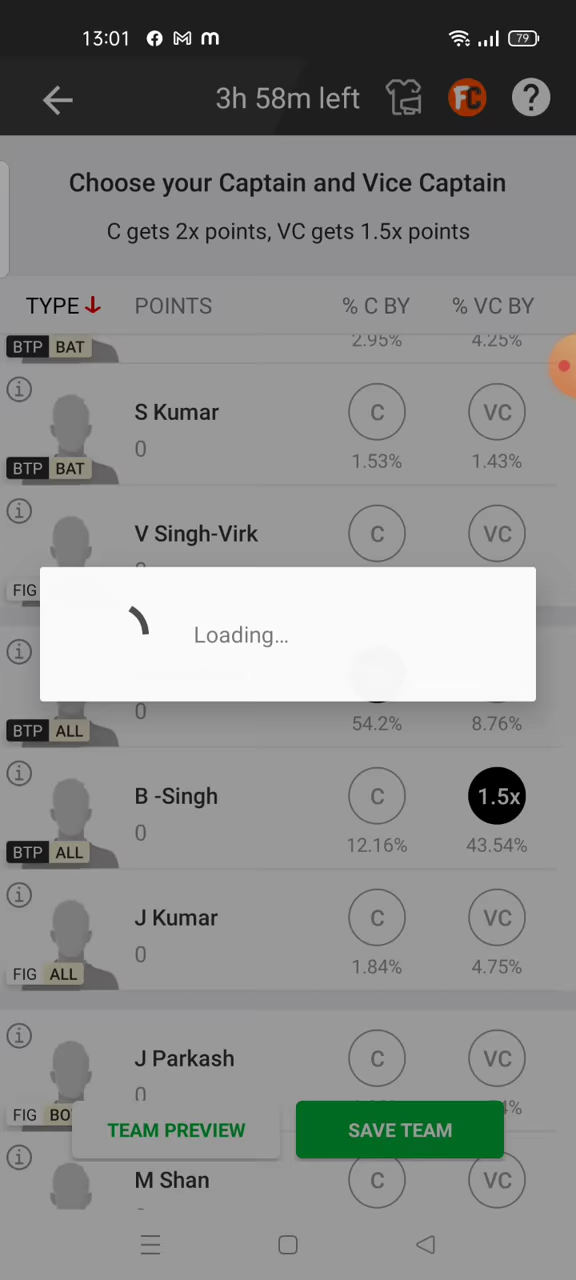 13:01
79
3h 58m left
FC
?
Choose your Captain and Vice Captain
C gets 2x points, VC gets 1.5x points
TYPE POINTS % C BY % VC BY
BTP BAT 2.95% 4.25%
S Kumar C VC
0
BTP BAT 1.53% 1.43%
V Singh-Virk C VC
FIG
Loading...
0
BTP ALL 54.2% 8.76%
B -Singh C 1.5x
0
BTP ALL 12.16% 43.54%
J Kumar C VC
0
FIG ALL 1.84% 4.75%
J Parkash C VC
0
FIG BO
TEAM PREVIEW SAVE TEAM
M Shan C VC